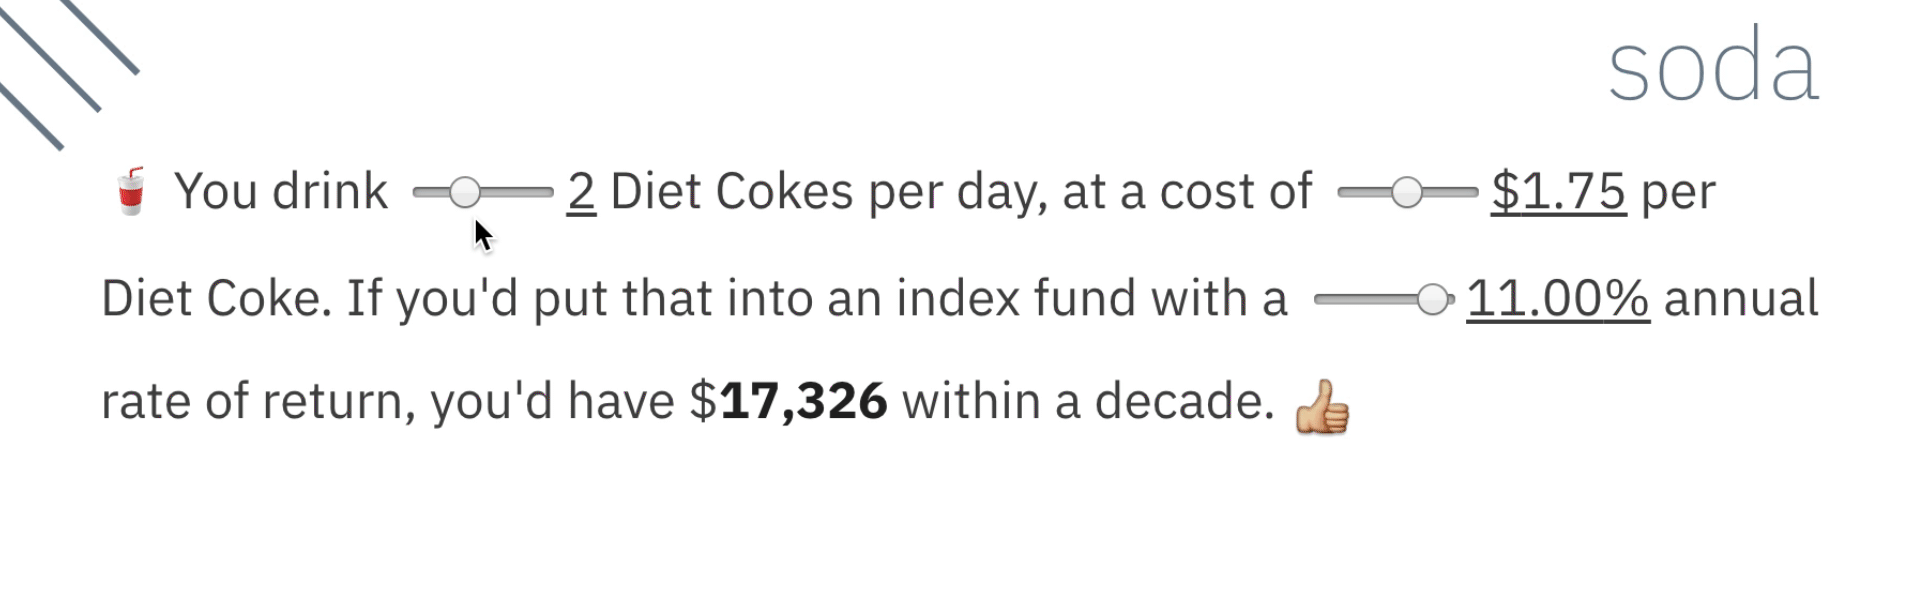 soda
🥤 You drink 2 Diet Cokes per day, at a cost of $1.75 per
Diet Coke. If you'd put that into an index fund with a 11.00% annual
rate of return, you'd have $17,326 within a decade. 👍🏼